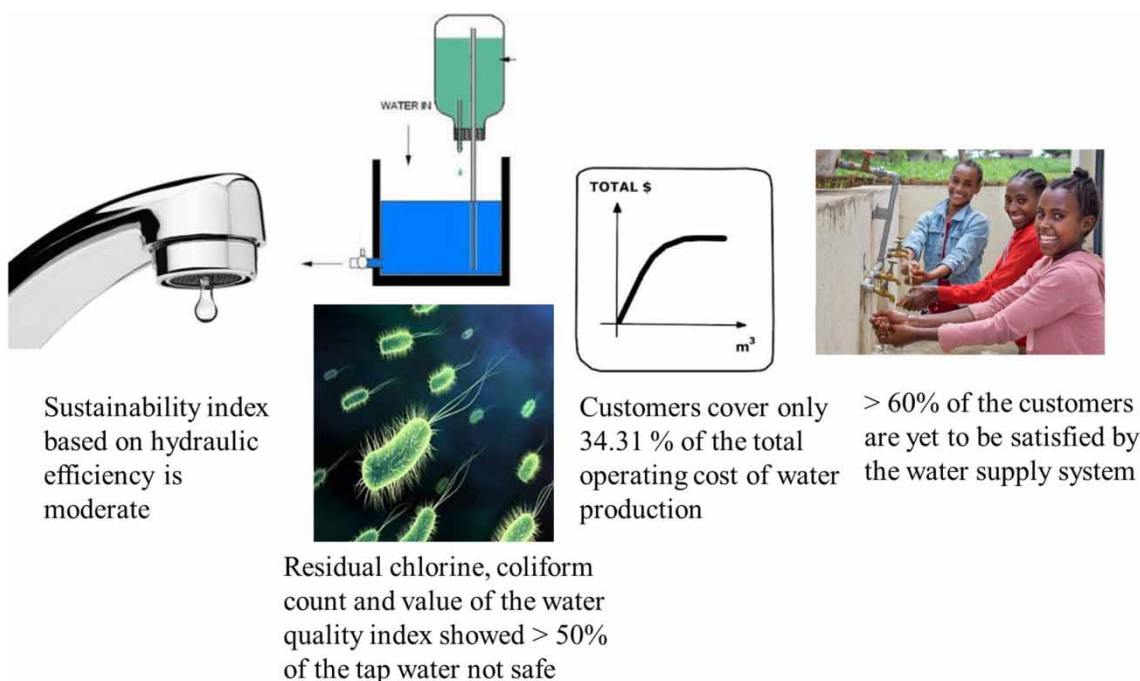 WATER IN
TOTAL $
m³
Sustainability index
based on hydraulic
efficiency is
moderate
Residual chlorine, coliform
count and value of the water
quality index showed > 50%
of the tap water not safe
Customers cover only
34.31 % of the total
operating cost of water
production
> 60% of the customers
are yet to be satisfied by
the water supply system